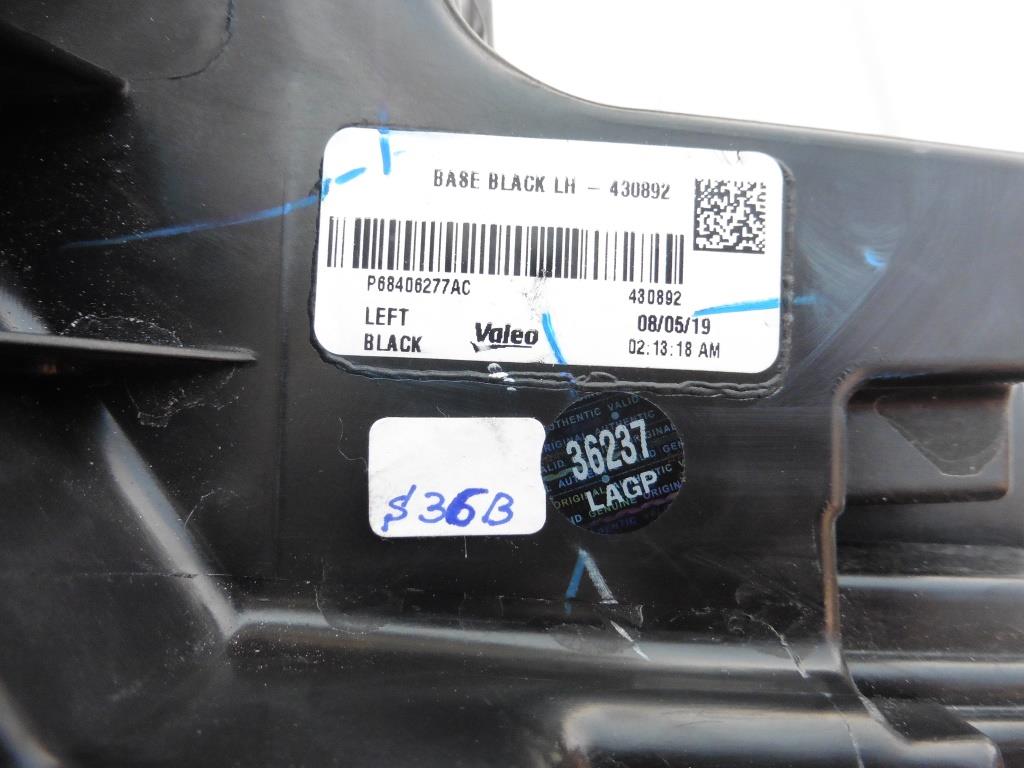 BASE BLACK LH - 430892
P68406277AC 430892
LEFT 08/05/19
BLACK Valeo 02:13:18 AM
$36B
36237
LAGP